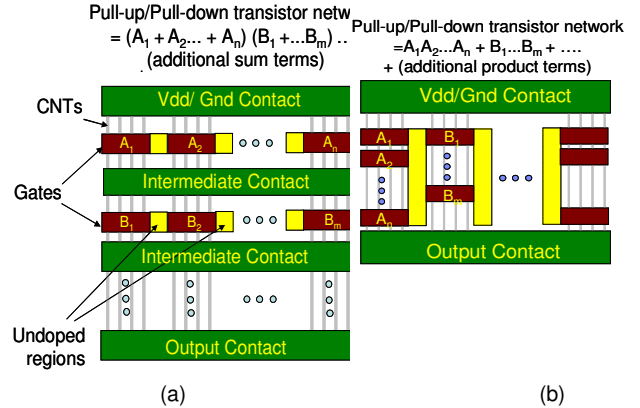 Pull-up/Pull-down transistor netw
= (A1 + A2... + An) (B1 +...Bm) ..
(additional sum terms)
CNTs
Vdd/ Gnd Contact
A1 A2 An
Gates
Intermediate Contact
B1 B2 Bm
Intermediate Contact
Undoped
regions
Output Contact
(a)
Pull-up/Pull-down transistor network
=A1A2...An + B1...Bm + ....
+ (additional product terms)
Vdd/Gnd Contact
A1 B1
A2
Bm
An
Output Contact
(b)